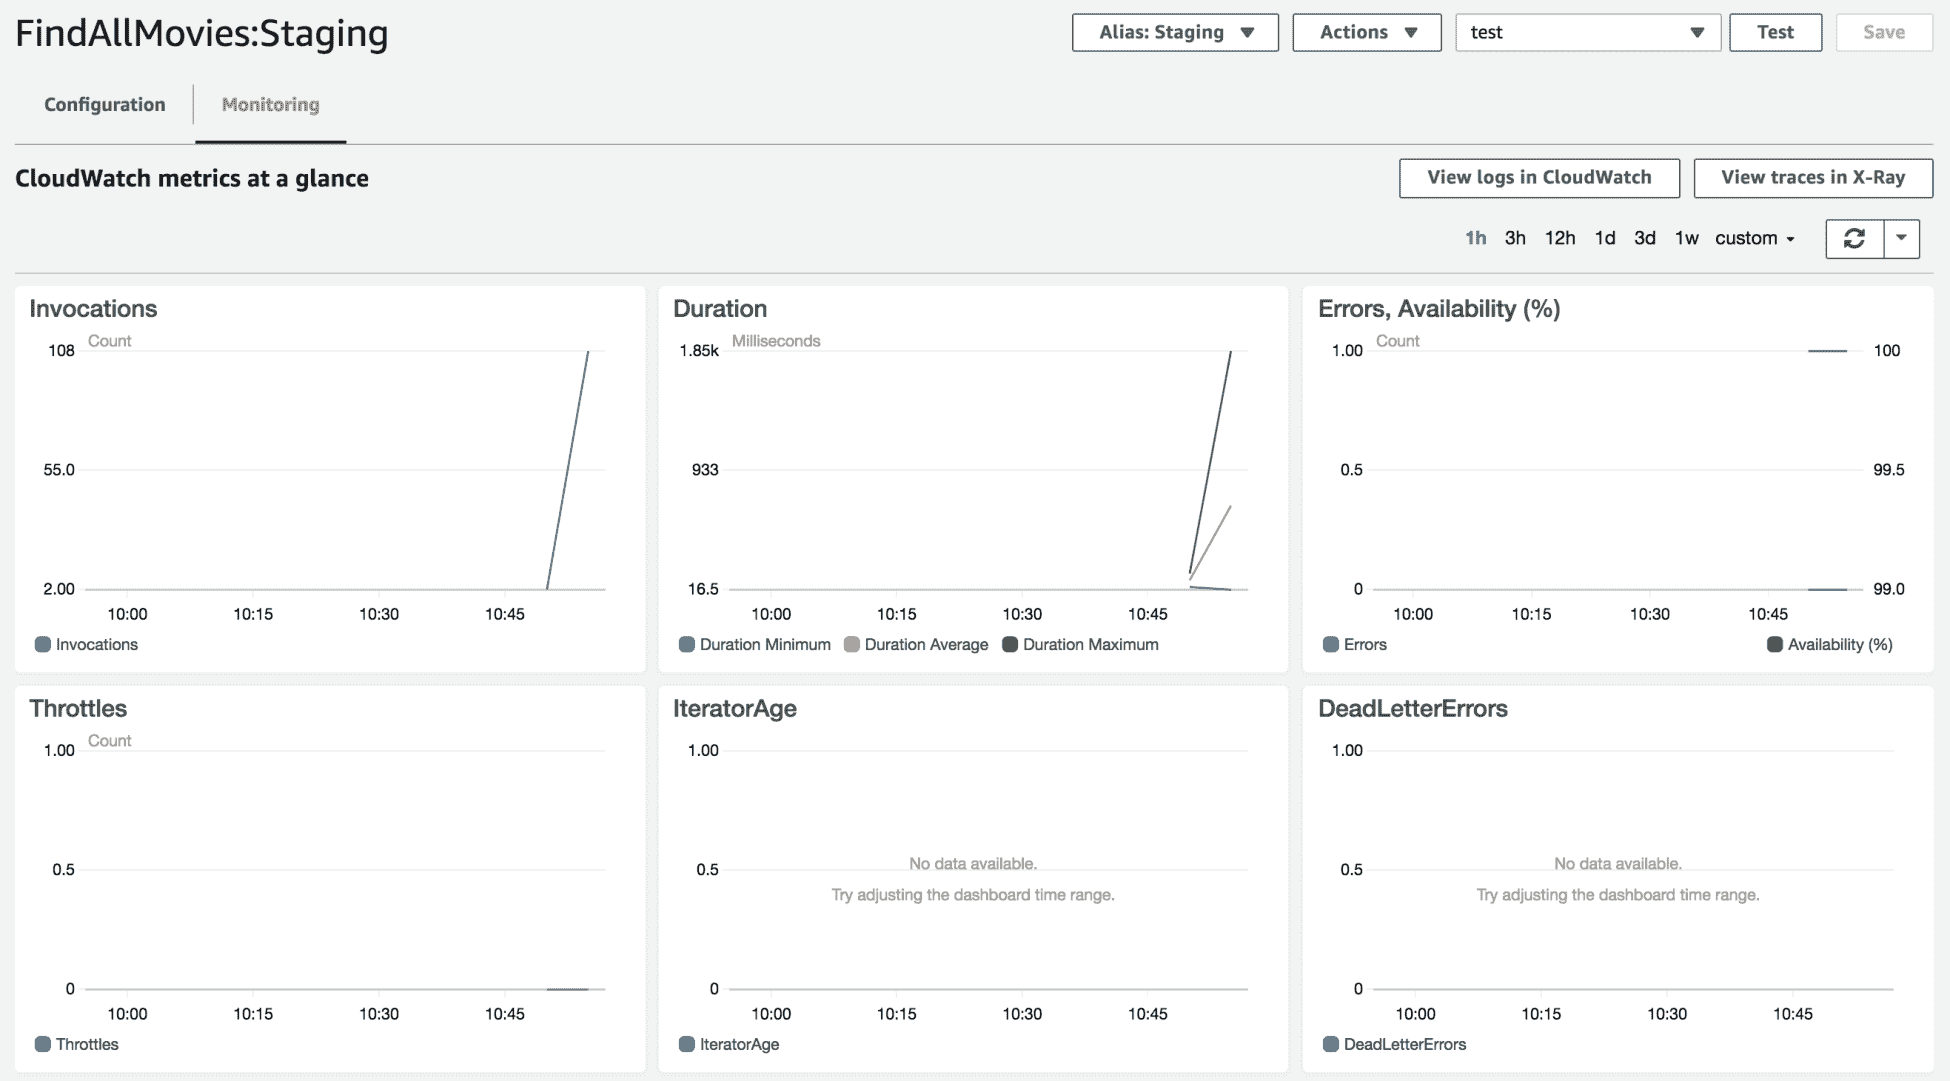 FindAllMovies:Staging
Alias: Staging
Actions
test
Test
Save
Configuration
Monitoring
CloudWatch metrics at a glance
View logs in CloudWatch
View traces in X-Ray
1h 3h 12h 1d 3d 1w custom
Invocations
Count
108
55.0
2.00
10:00 10:15 10:30 10:45
Invocations
Duration
Milliseconds
1.85k
933
16.5
10:00 10:15 10:30 10:45
Duration Minimum Duration Average Duration Maximum
Errors, Availability (%)
Count
1.00 100
0.5 99.5
0 99.0
10:00 10:15 10:30 10:45
Errors Availability (%)
Throttles
Count
1.00
0.5
0
10:00 10:15 10:30 10:45
Throttles
IteratorAge
1.00
No data available.
0.5
Try adjusting the dashboard time range.
0
10:00 10:15 10:30 10:45
IteratorAge
DeadLetterErrors
1.00
No data available.
0.5
Try adjusting the dashboard time range.
0
10:00 10:15 10:30 10:45
DeadLetterErrors